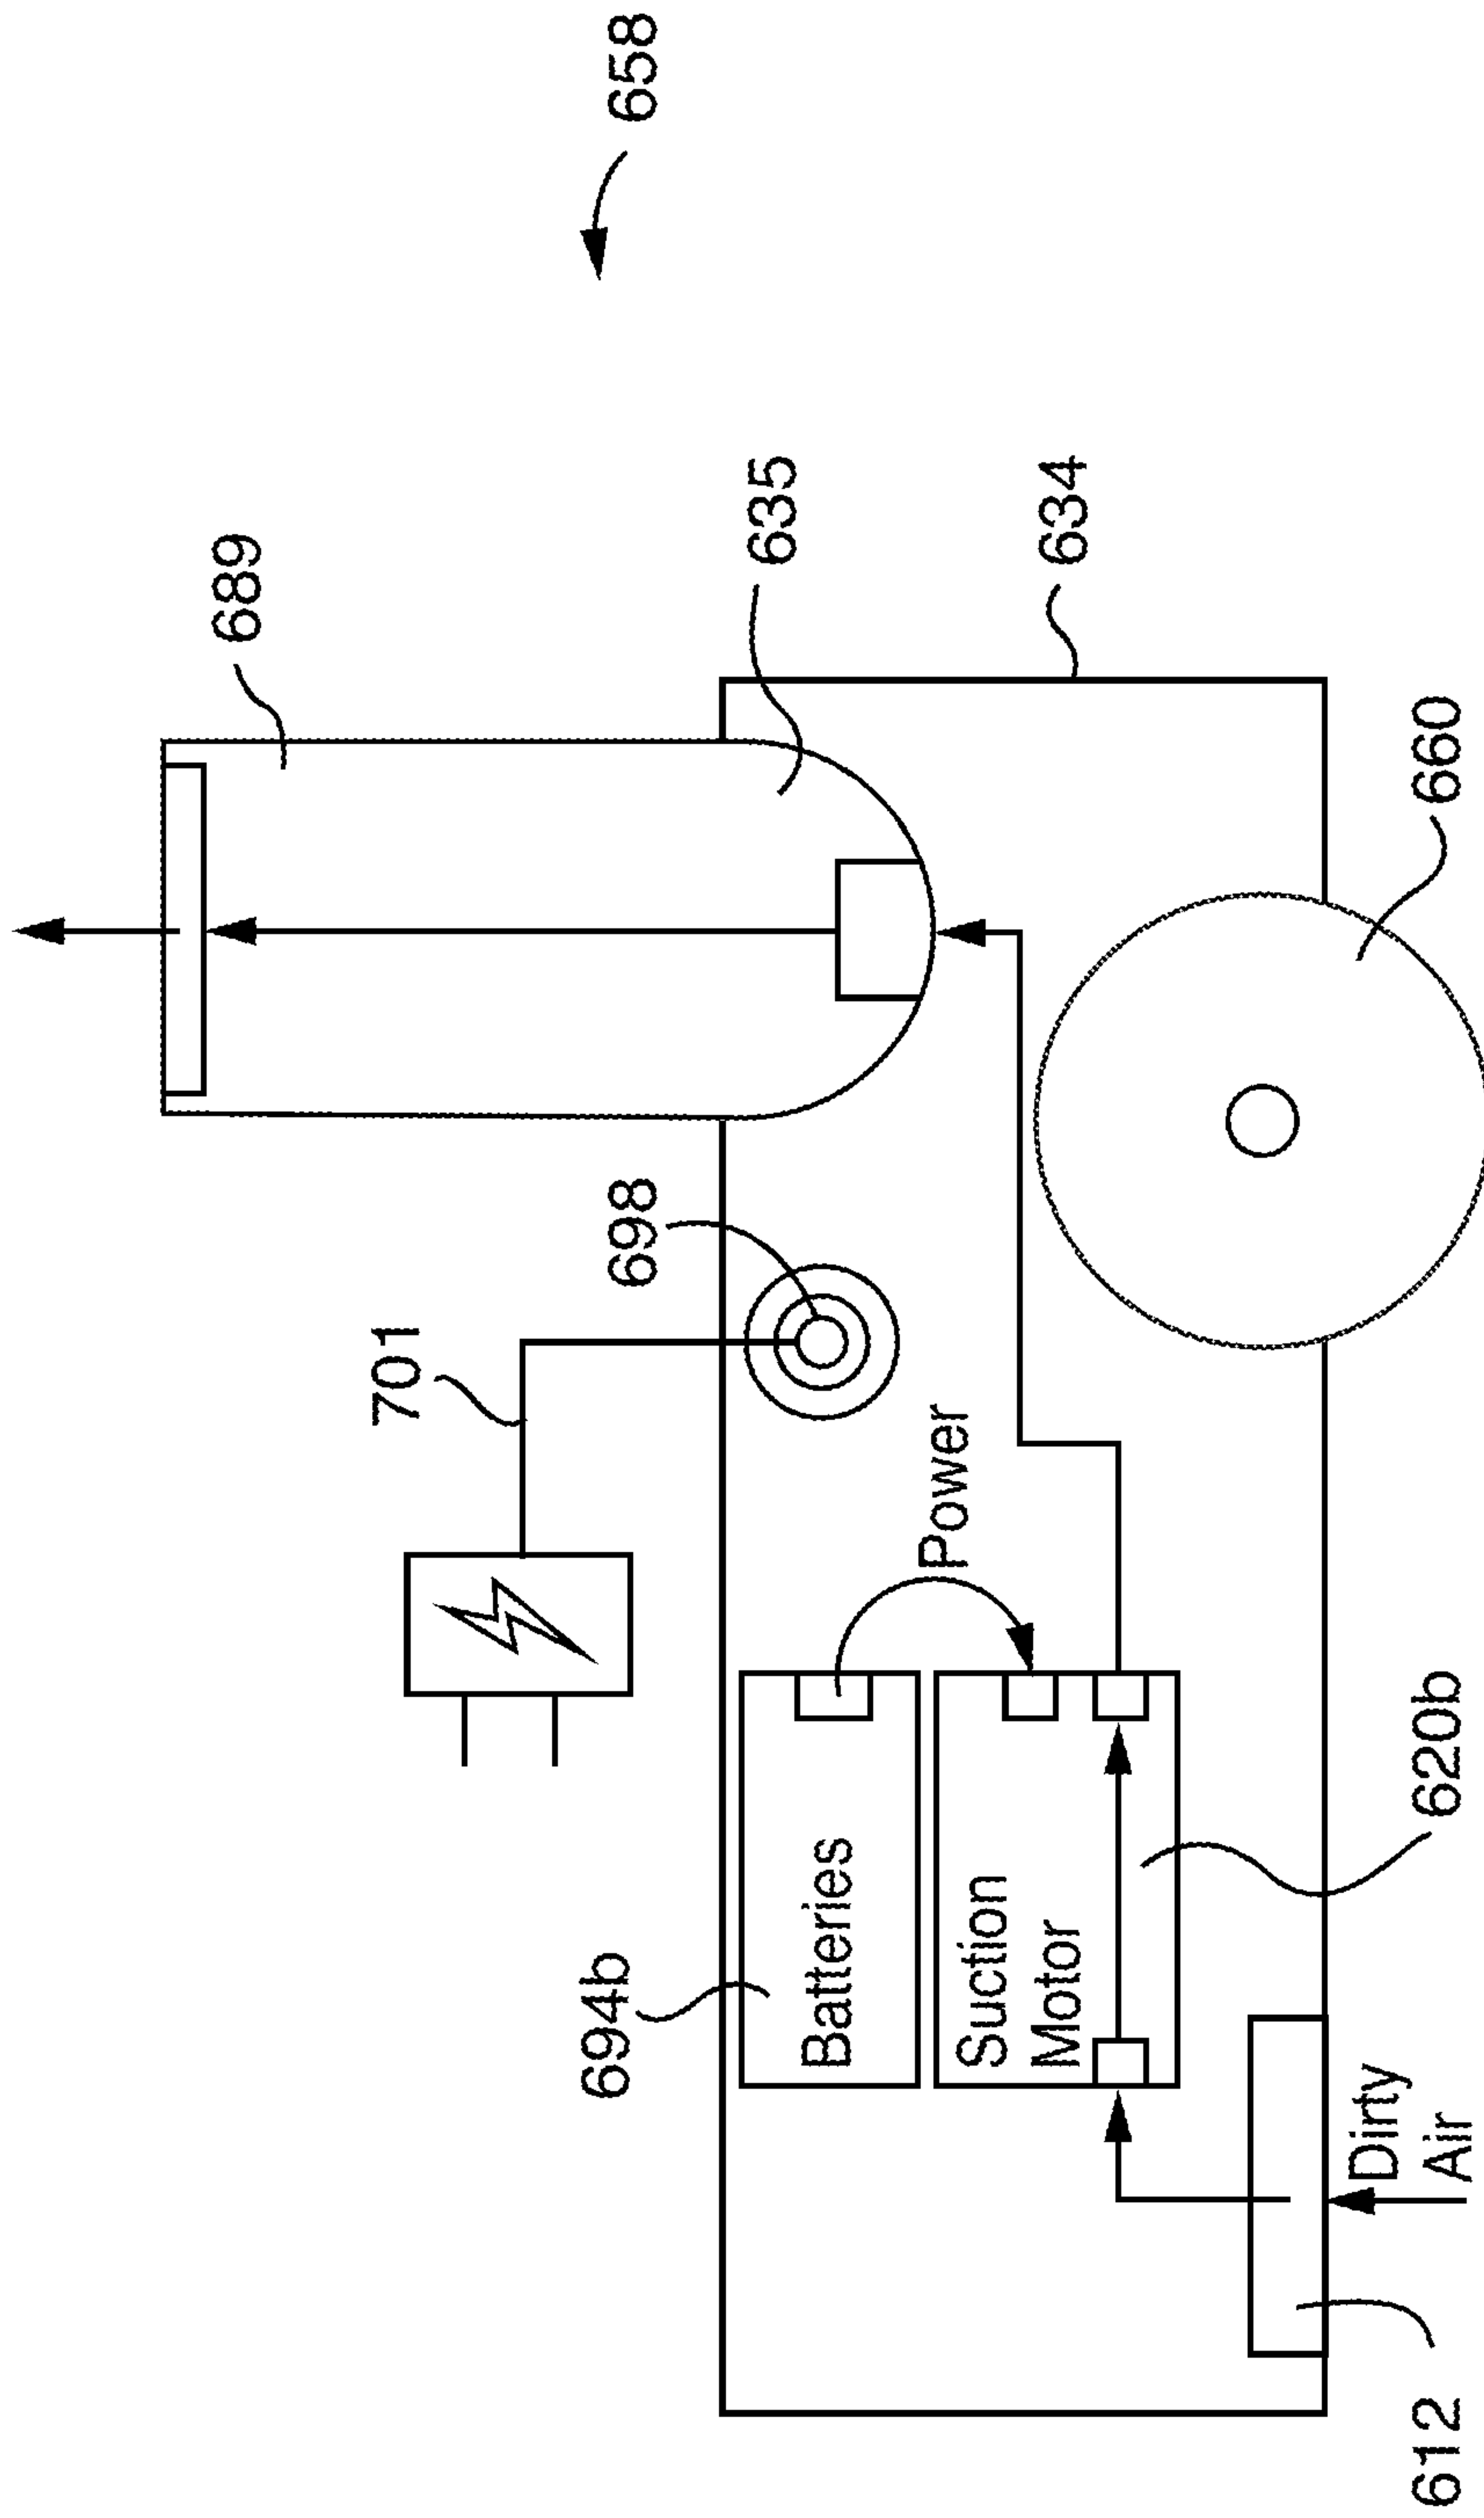 658
689
635
634
660
698
701
Power
694b
Batteries
Suction
Motor
620b
Dirty
Air
612